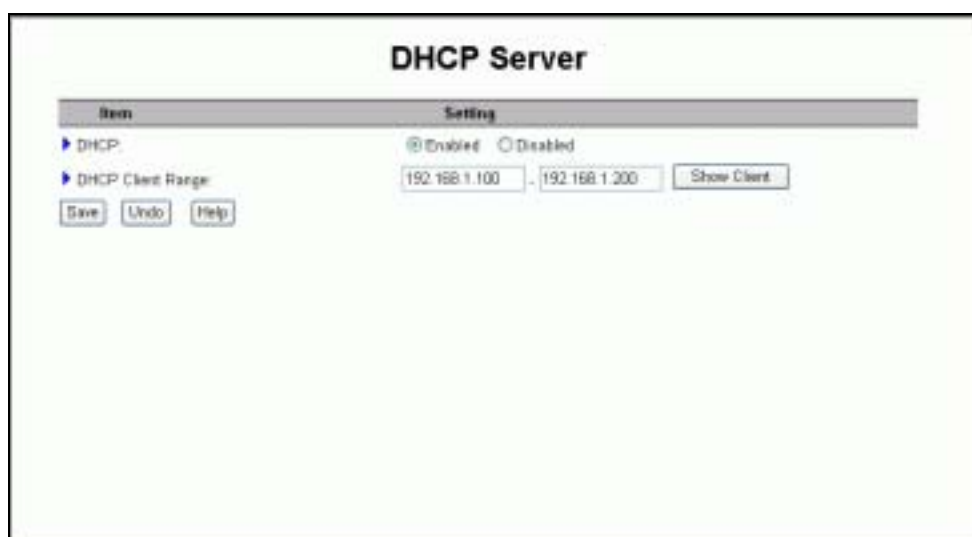 DHCP Server
Item Setting
DHCP: Enabled Disabled
DHCP Client Range: 192.168.1.100 - 192.168.1.200 Show Client
Save Undo Help